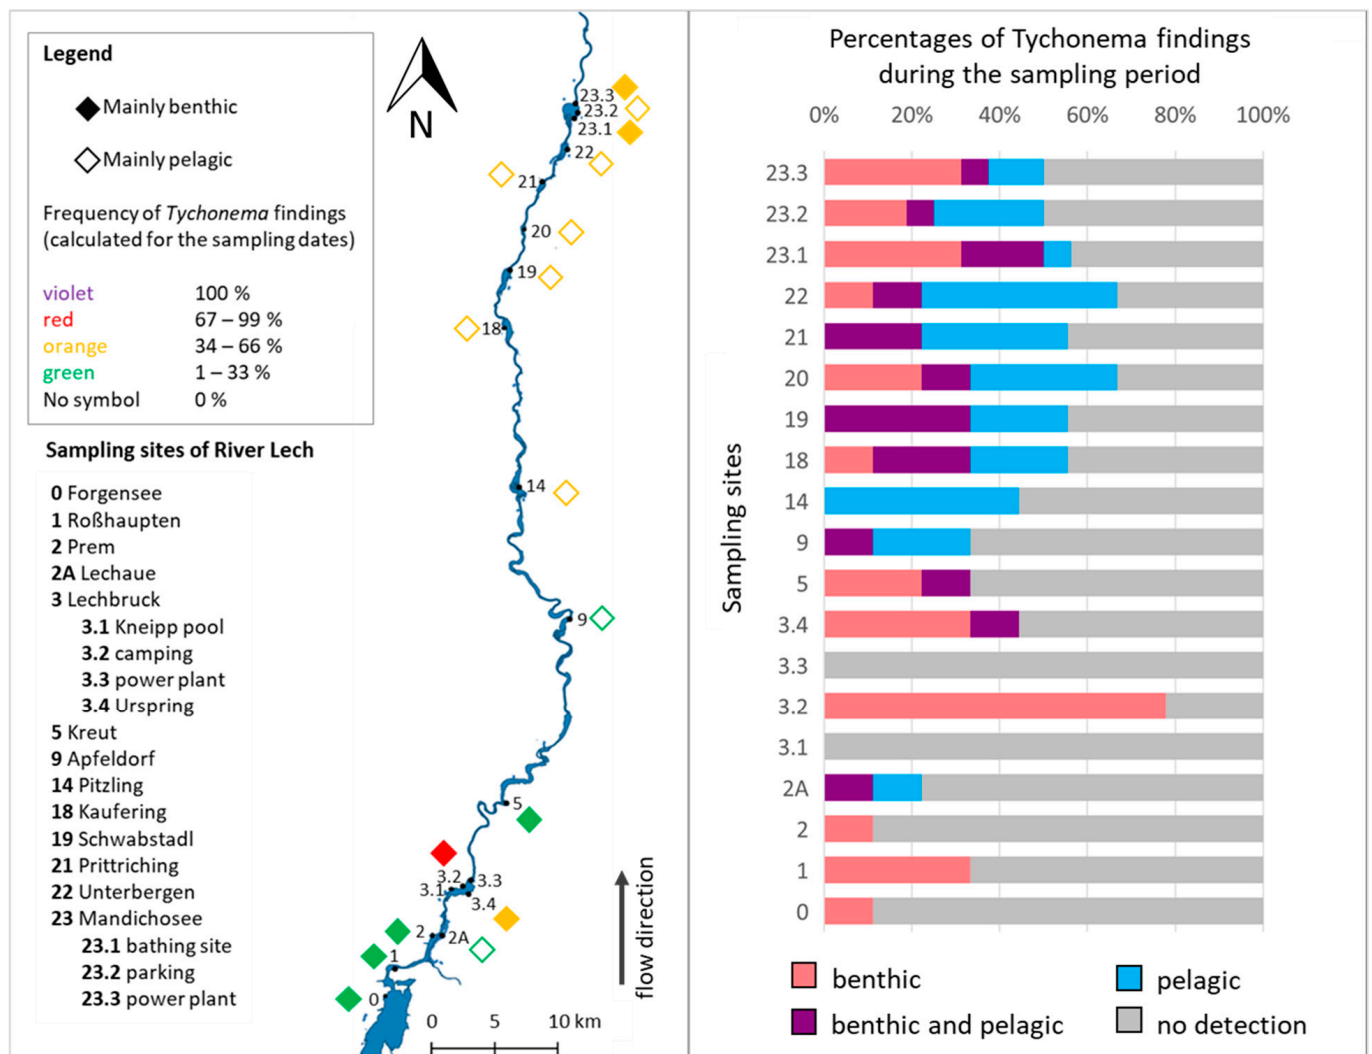 Legend
Mainly benthic
Mainly pelagic
Frequency of Tychonema findings
(calculated for the sampling dates)
violet 100 %
red 67 – 99 %
orange 34 – 66 %
green 1 – 33 %
No symbol 0 %
Sampling sites of River Lech
0 Forgensee
1 Roßhaupten
2 Prem
2A Lechaue
3 Lechbruck
3.1 Kneipp pool
3.2 camping
3.3 power plant
3.4 Urspring
5 Kreut
9 Apfeldorf
14 Pitzling
18 Kaufering
19 Schwabstadl
21 Prittriching
22 Unterbergen
23 Mandichosee
23.1 bathing site
23.2 parking
23.3 power plant
N
23.3
23.2
23.1
22
21
20
19
18
14
9
5
3.2
3.3
3.1
3.4
2
2A
1
0
flow direction
0 5 10 km
Percentages of Tychonema findings
during the sampling period
0% 20% 40% 60% 80% 100%
Sampling sites
23.3
23.2
23.1
22
21
20
19
18
14
9
5
3.4
3.3
3.2
3.1
2A
2
1
0
benthic
pelagic
benthic and pelagic
no detection